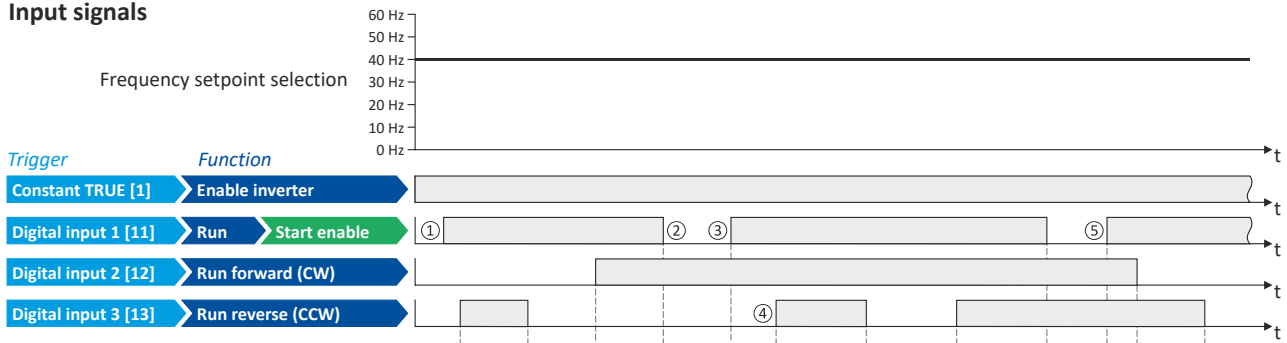 Input signals
60 Hz
50 Hz
40 Hz
Frequency setpoint selection
30 Hz
20 Hz
10 Hz
0 Hz
t
Trigger Function
Constant TRUE [1] Enable inverter
t
Digital input 1 [11] Run Start enable ① ② ③ ⑤
t
Digital input 2 [12] Run forward (CW)
t
Digital input 3 [13] Run reverse (CCW) ④
t